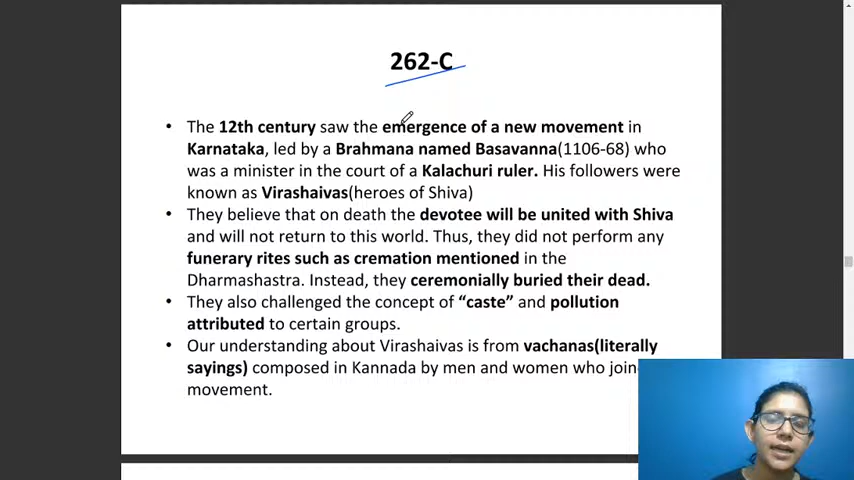 262-C
• The 12th century saw the emergence of a new movement in
Karnataka, led by a Brahmana named Basavanna(1106-68) who
was a minister in the court of a Kalachuri ruler. His followers were
known as Virashaivas(heroes of Shiva)
• They believe that on death the devotee will be united with Shiva
and will not return to this world. Thus, they did not perform any
funerary rites such as cremation mentioned in the
Dharmashastra. Instead, they ceremonially buried their dead.
• They also challenged the concept of “caste” and pollution
attributed to certain groups.
• Our understanding about Virashaivas is from vachanas(literally
sayings) composed in Kannada by men and women who
movement.